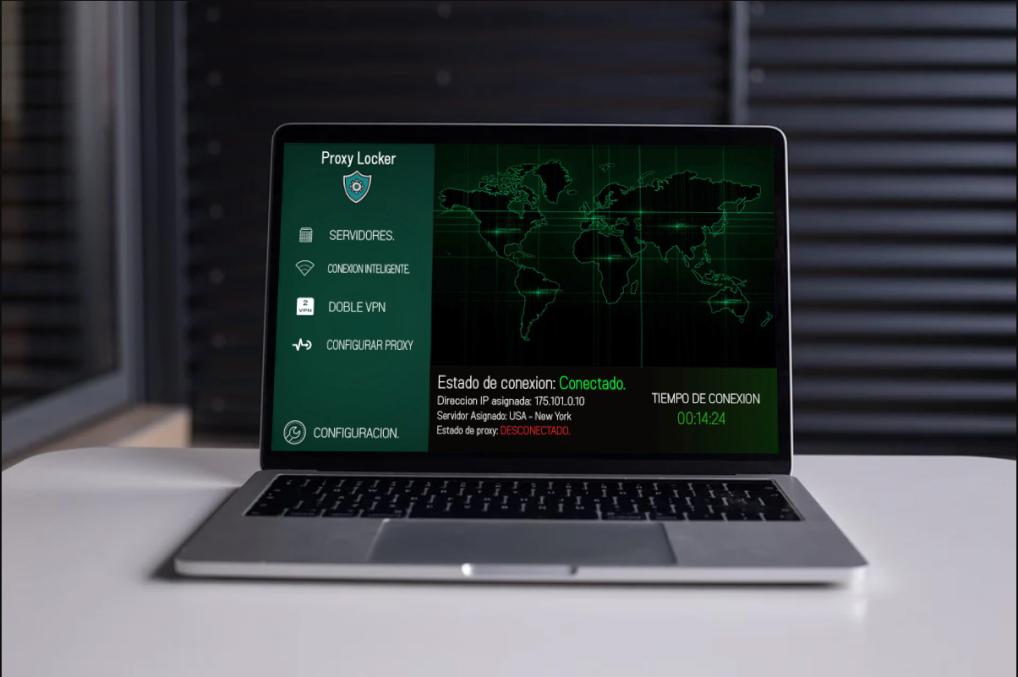 Proxy Locker
SERVIDORES.
CONEXION INTELIGENTE.
2
VPN
DOBLE VPN
CONFIGURAR PROXY
CONFIGURACION.
Estado de conexion: Conectado.
Direccion IP asignada: 175.101.0.10
Servidor Asignado: USA - New York
Estado de proxy: DESCONECTADO.
TIEMPO DE CONEXION
00:14:24